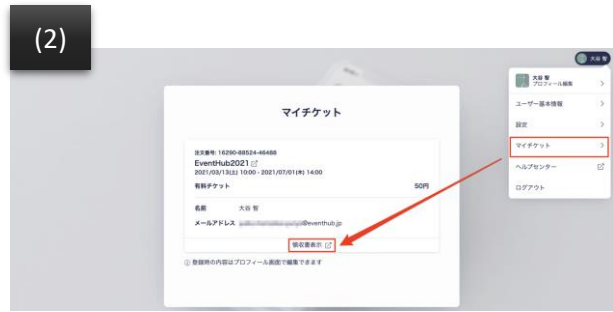 (2)
大谷 智
大谷 智
プロフィール編集
ユーザー基本情報
設定
マイチケット
ヘルプセンター
ログアウト
マイチケット
注文番号: 16290-88524-46488
EventHub2021
2021/03/13(土) 10:00 - 2021/07/01(木) 14:00
有料チケット 50円
名前 大谷 智
メールアドレス @eventhub.jp
領収書表示
登録時の内容はプロフィール画面で編集できます